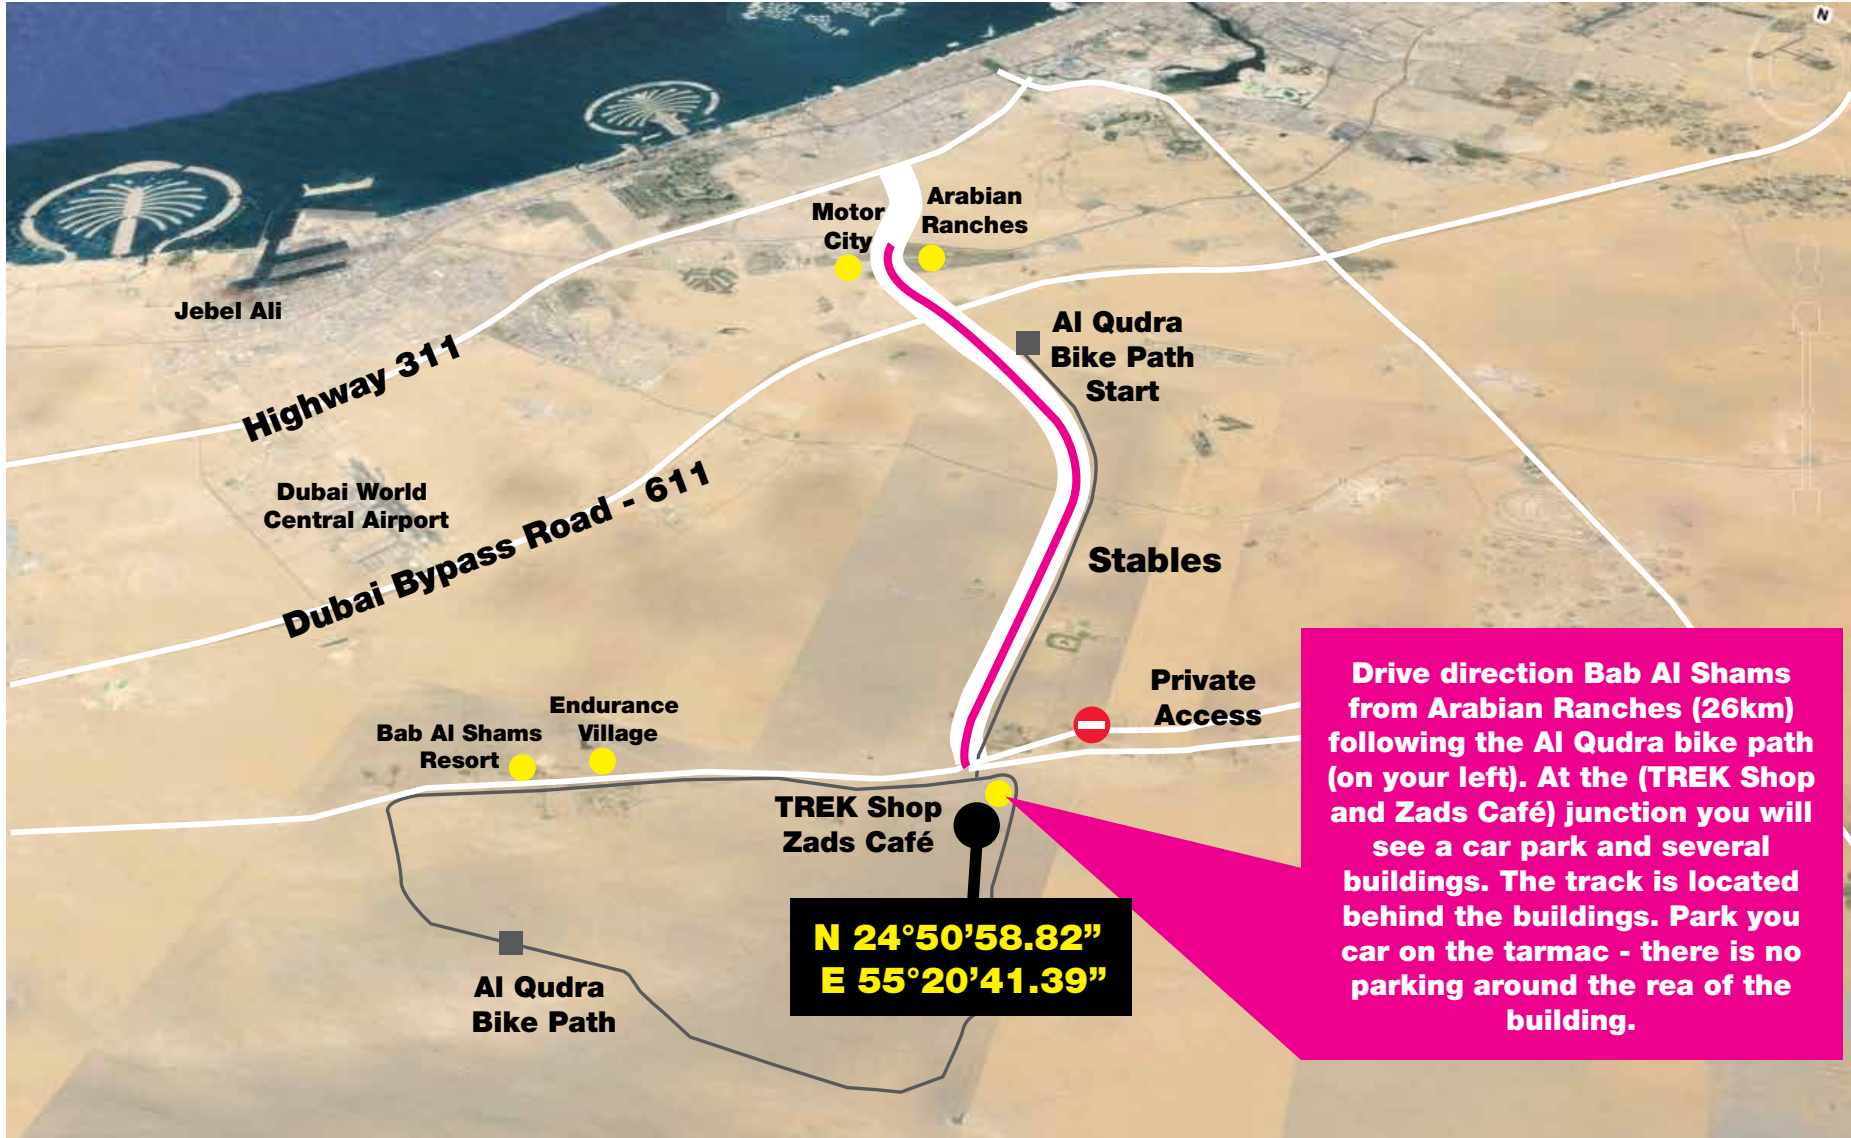 N
Arabian
Ranches
Motor
City
Jebel Ali
Highway 311
Al Qudra
Bike Path
Start
Dubai World
Central Airport
Dubai Bypass Road - 611
Stables
Private
Access
Endurance
Village
Bab Al Shams
Resort
TREK Shop
Zads Café
N 24°50’58.82”
E 55°20’41.39”
Al Qudra
Bike Path
Drive direction Bab Al Shams
from Arabian Ranches (26km)
following the Al Qudra bike path
(on your left). At the (TREK Shop
and Zads Café) junction you will
see a car park and several
buildings. The track is located
behind the buildings. Park you
car on the tarmac - there is no
parking around the rea of the
building.